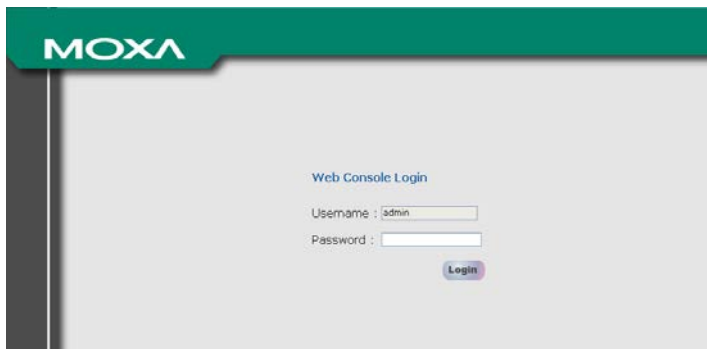 MOXA
Web Console Login
Username : admin
Password :
Login